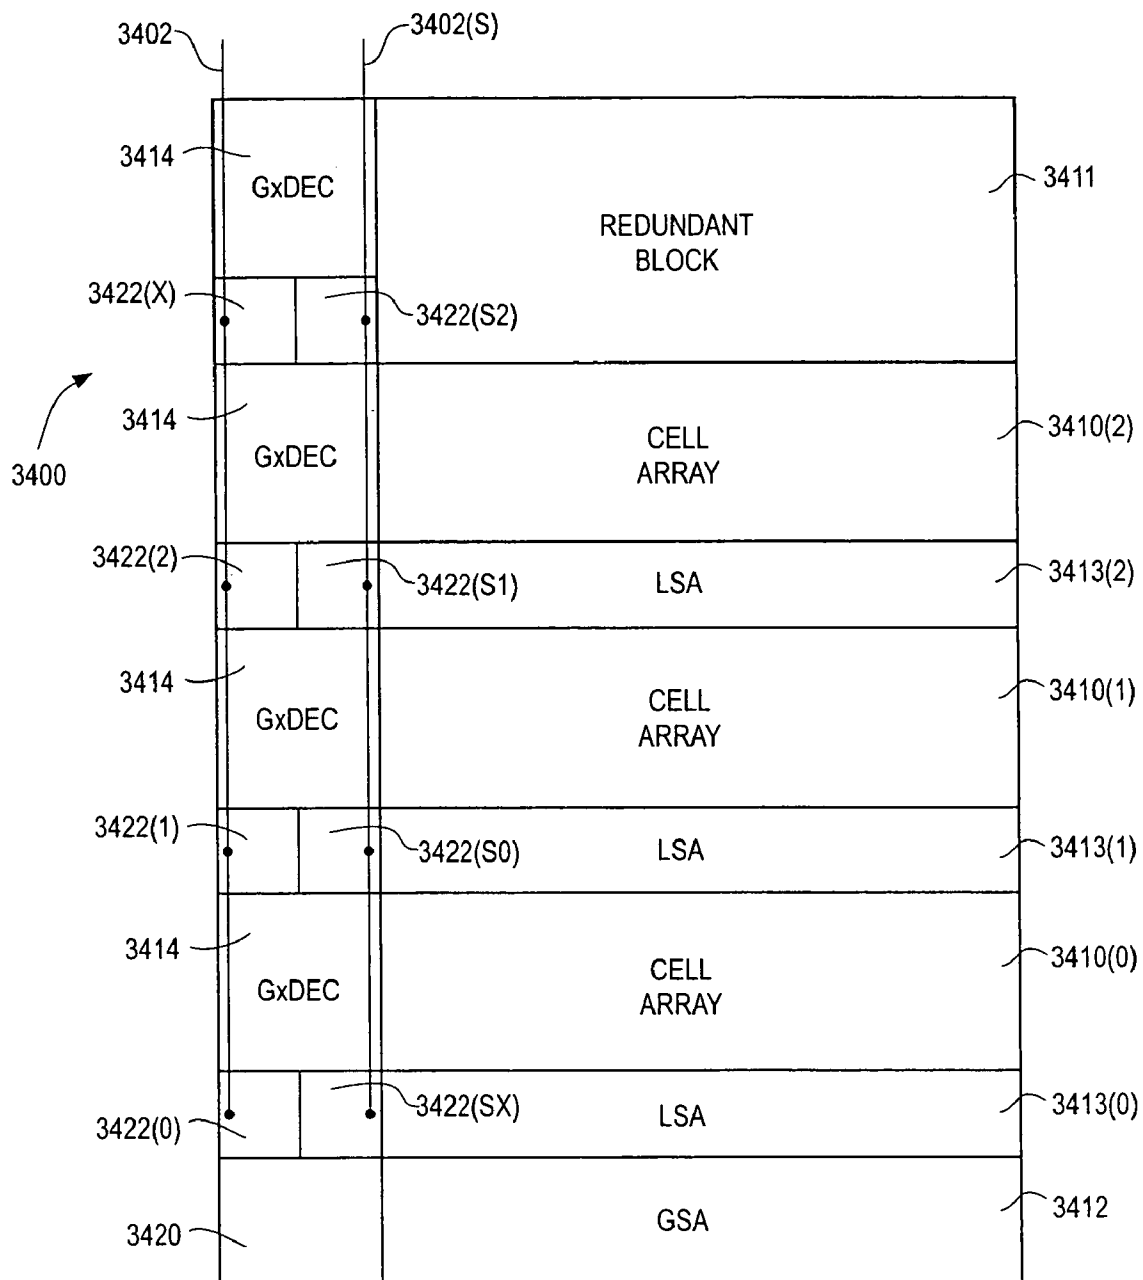 3402
3402(S)
3414
GxDEC
3411
REDUNDANT
BLOCK
3422(X)
3422(S2)
3414
GxDEC
CELL
ARRAY
3410(2)
3400
3422(2)
3422(S1)
LSA
3413(2)
3414
GxDEC
CELL
ARRAY
3410(1)
3422(1)
3422(S0)
LSA
3413(1)
3414
GxDEC
CELL
ARRAY
3410(0)
3422(0)
3422(SX)
LSA
3413(0)
3420
GSA
3412